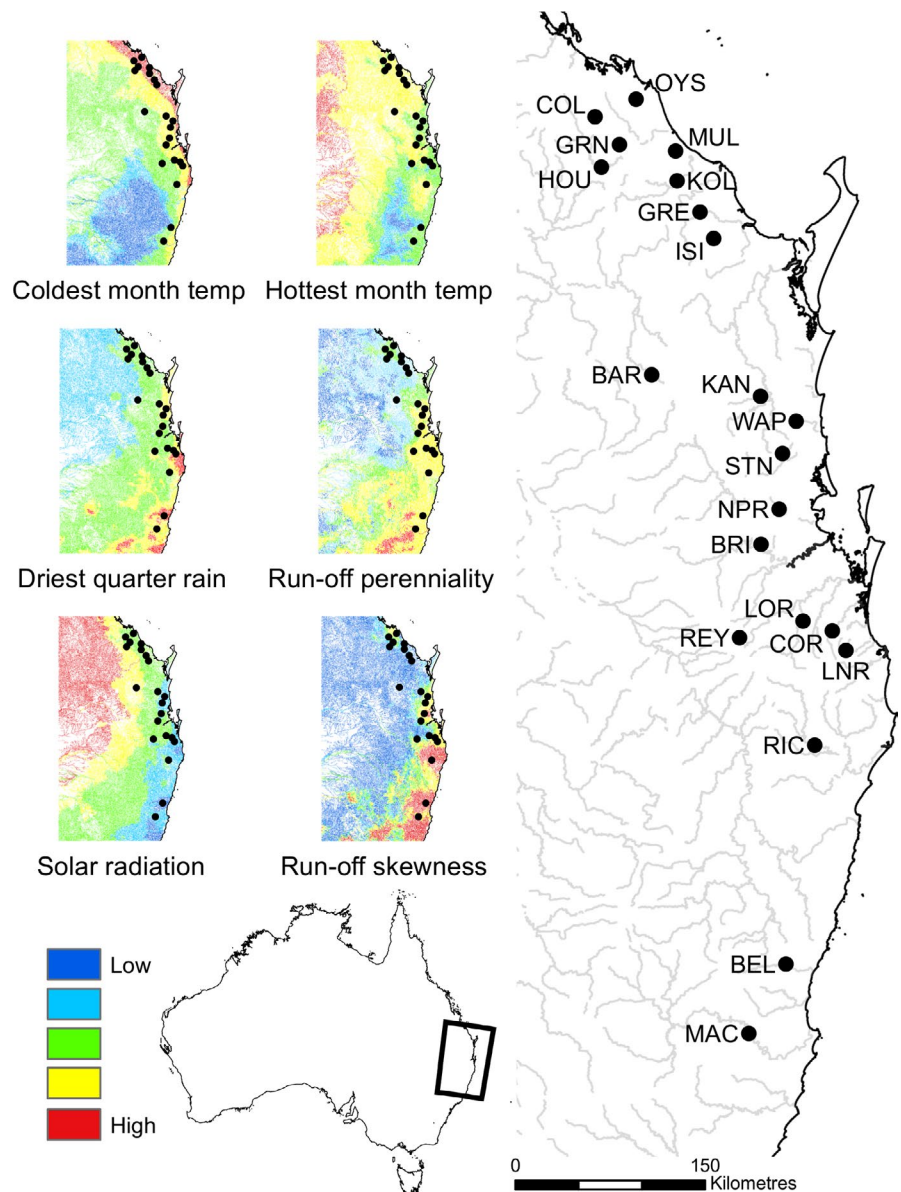 Coldest month temp
Hottest month temp
Driest quarter rain
Run-off perenniality
Solar radiation
Run-off skewness
Low
High
OYS
COL
GRN
MUL
HOU
KOL
GRE
ISI
BAR
KAN
WAP
STN
NPR
BRI
LOR
REY
COR
LNR
RIC
BEL
MAC
0 150
Kilometres